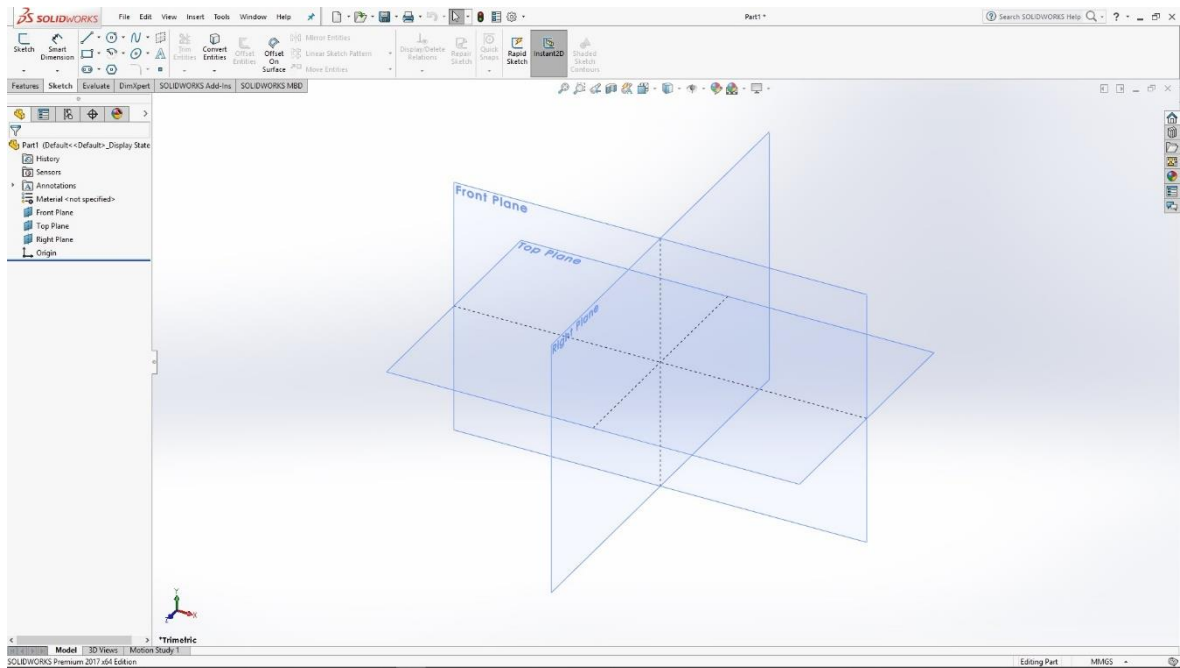 SOLIDWORKS File Edit View Insert Tools Window Help Part1 * Search SOLIDWORKS Help
Sketch Smart Dimension Trim Entities Convert Entities Offset Entities Offset On Surface Mirror Entities Linear Sketch Pattern Move Entities Display/Delete Relations Repair Sketch Quick Snaps Rapid Sketch Instant2D Shaded Sketch Contours
Features Sketch Evaluate DimXpert SOLIDWORKS Add-Ins SOLIDWORKS MBD
Part1 (Default<<Default>_Display State
History
Sensors
Annotations
Material <not specified>
Front Plane
Top Plane
Right Plane
Origin
Front Plane
Top Plane
Right Plane
Y
X
Z
*Trimetric
Model 3D Views Motion Study 1
SOLIDWORKS Premium 2017 x64 Edition Editing Part MMGS